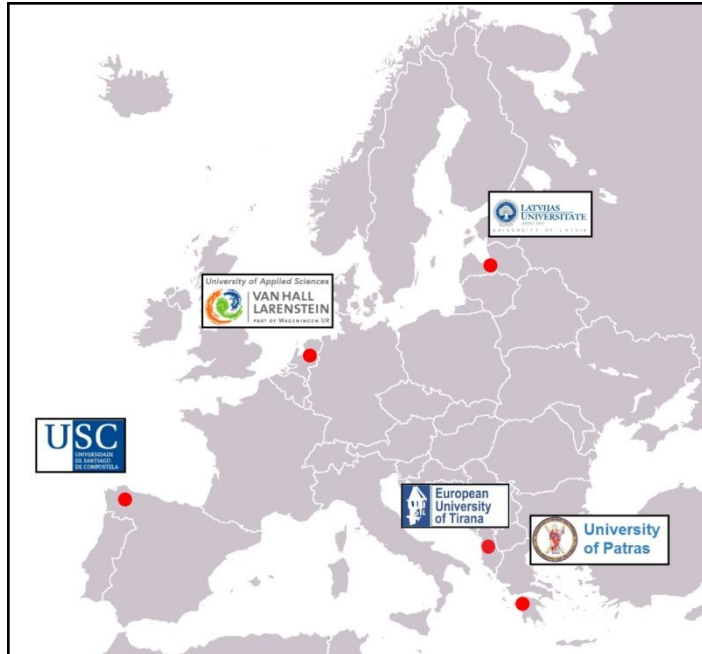 LATVIJAS
UNIVERSITATE
UNIVERSITY OF LATVIA
University of Applied Sciences
VAN HALL
LARENSTEIN
PART OF WAGENINGEN UR
USC
UNIVERSIDADE
DE SANTIAGO
DE COMPOSTELA
European
University
of Tirana
University
of Patras